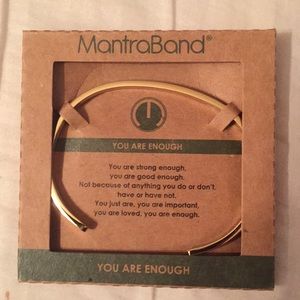 MantraBand®
YOU ARE ENOUGH
You are strong enough,
you are good enough.
Not because of anything you do or don't,
have or have not.
You just are, you are important,
you are loved, you are enough.
YOU ARE ENOUGH